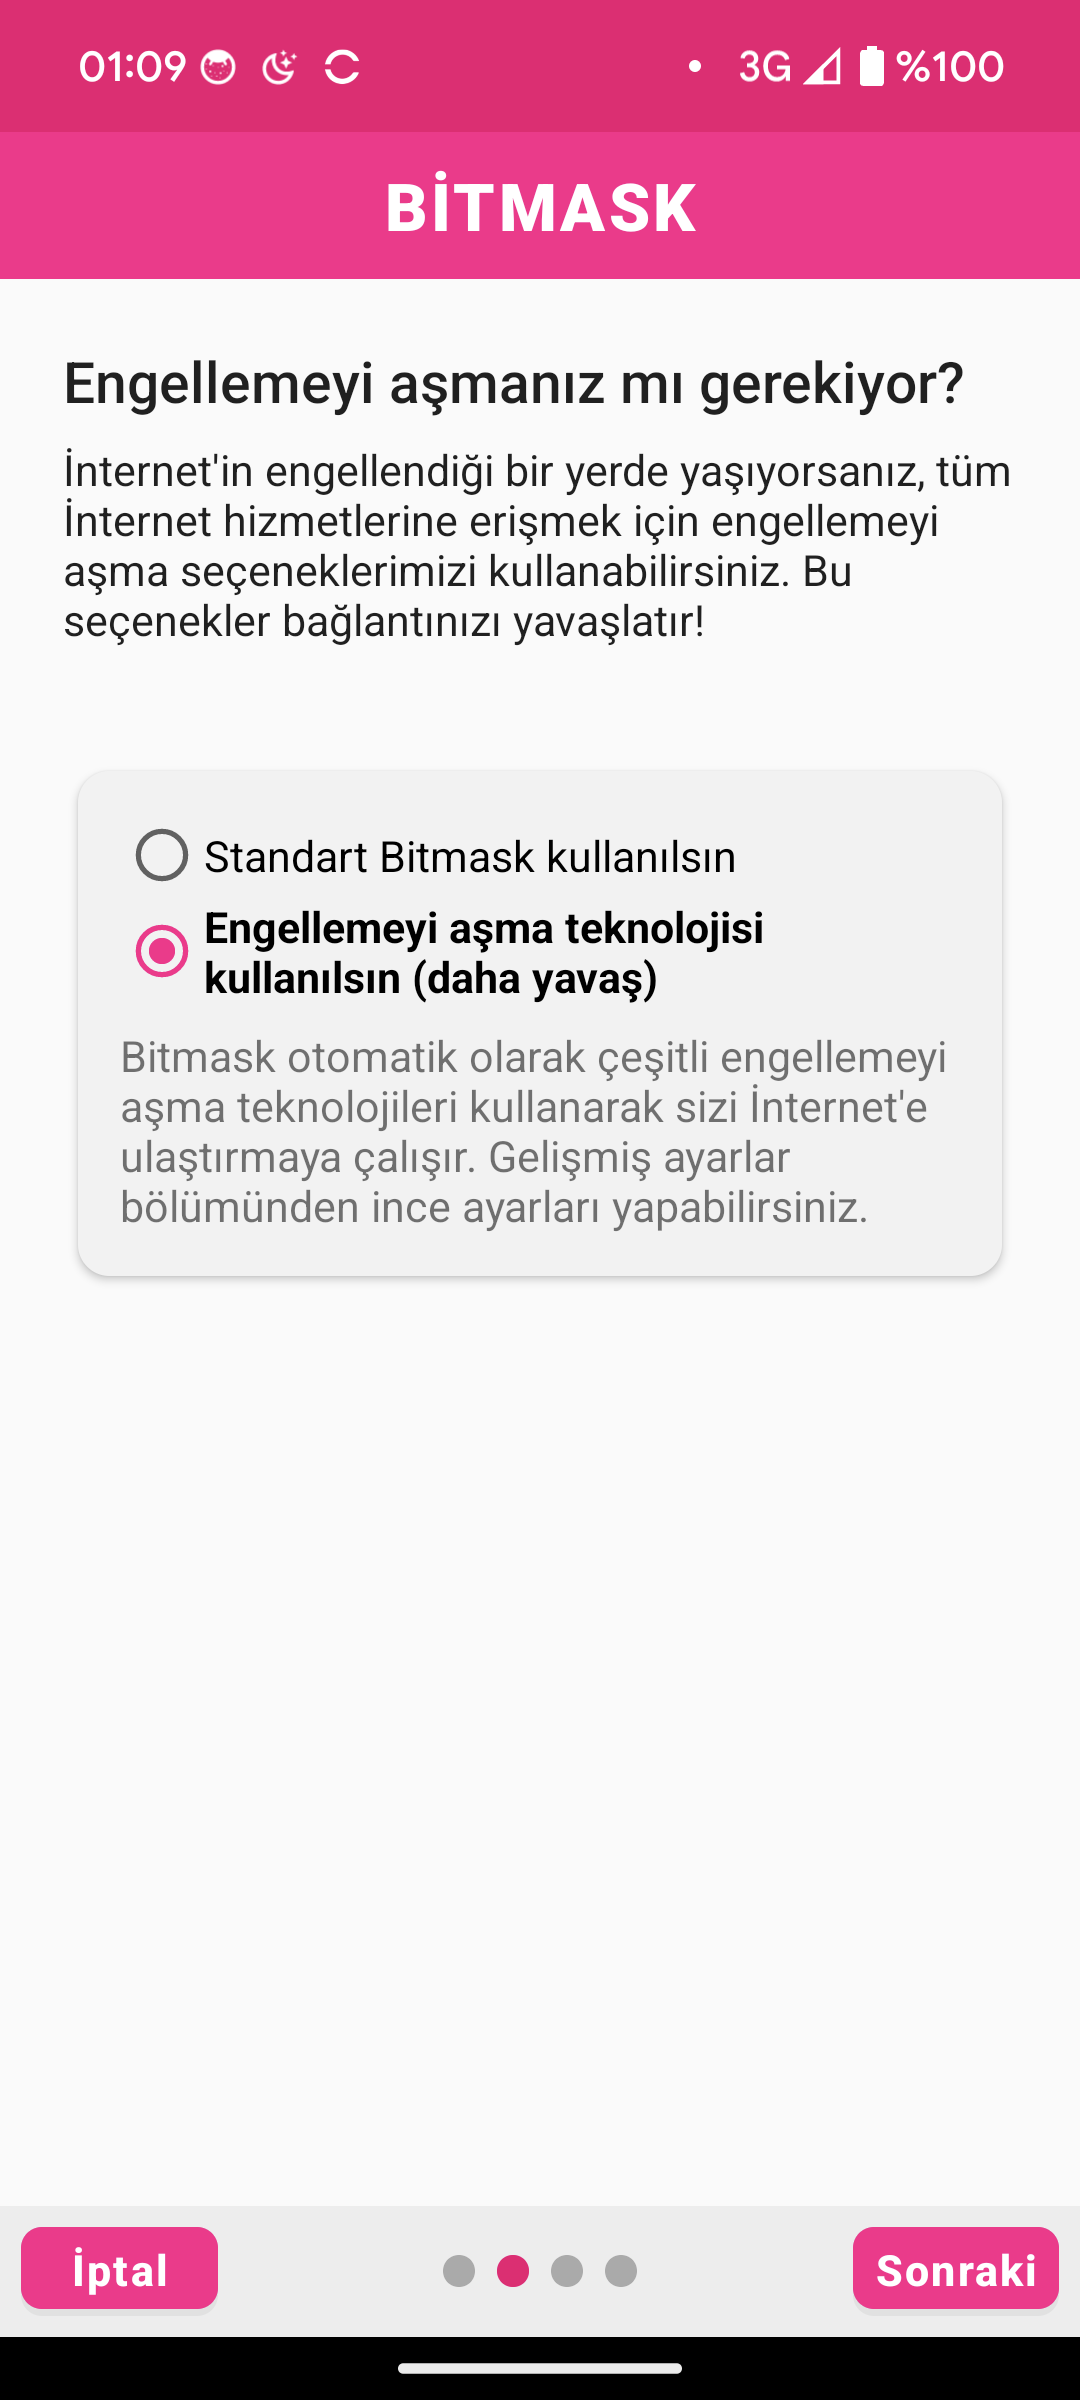 01:09
3G %100
BİTMASK
Engellemeyi aşmanız mı gerekiyor?
İnternet'in engellendiği bir yerde yaşıyorsanız, tüm
İnternet hizmetlerine erişmek için engellemeyi
aşma seçeneklerimizi kullanabilirsiniz. Bu
seçenekler bağlantınızı yavaşlatır!
Standart Bitmask kullanılsın
Engellemeyi aşma teknolojisi
kullanılsın (daha yavaş)
Bitmask otomatik olarak çeşitli engellemeyi
aşma teknolojileri kullanarak sizi İnternet'e
ulaştırmaya çalışır. Gelişmiş ayarlar
bölümünden ince ayarları yapabilirsiniz.
İptal
Sonraki